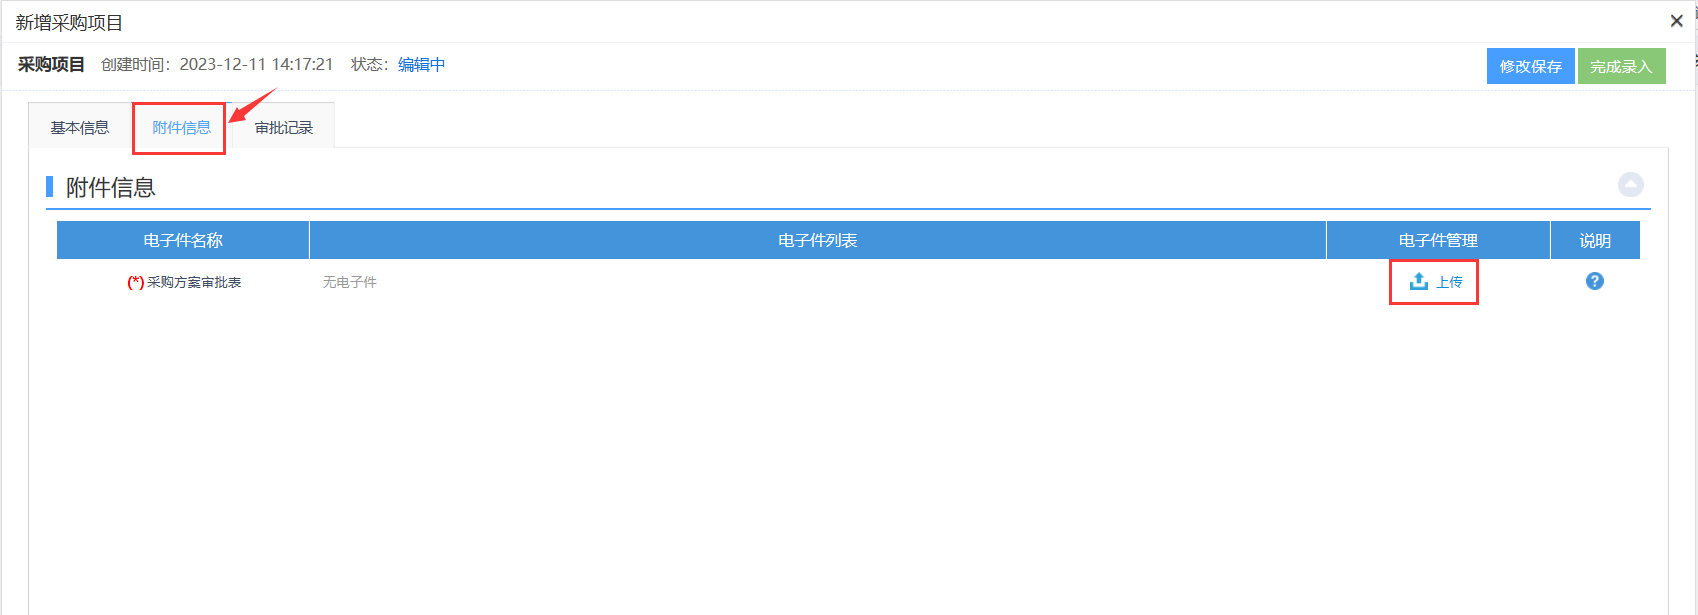 新增采购项目
采购项目 创建时间：2023-12-11 14:17:21 状态：编辑中 修改保存 完成录入
基本信息 附件信息 审批记录
附件信息
电子件名称 电子件列表 电子件管理 说明
(*) 采购方案审批表 无电子件 上传